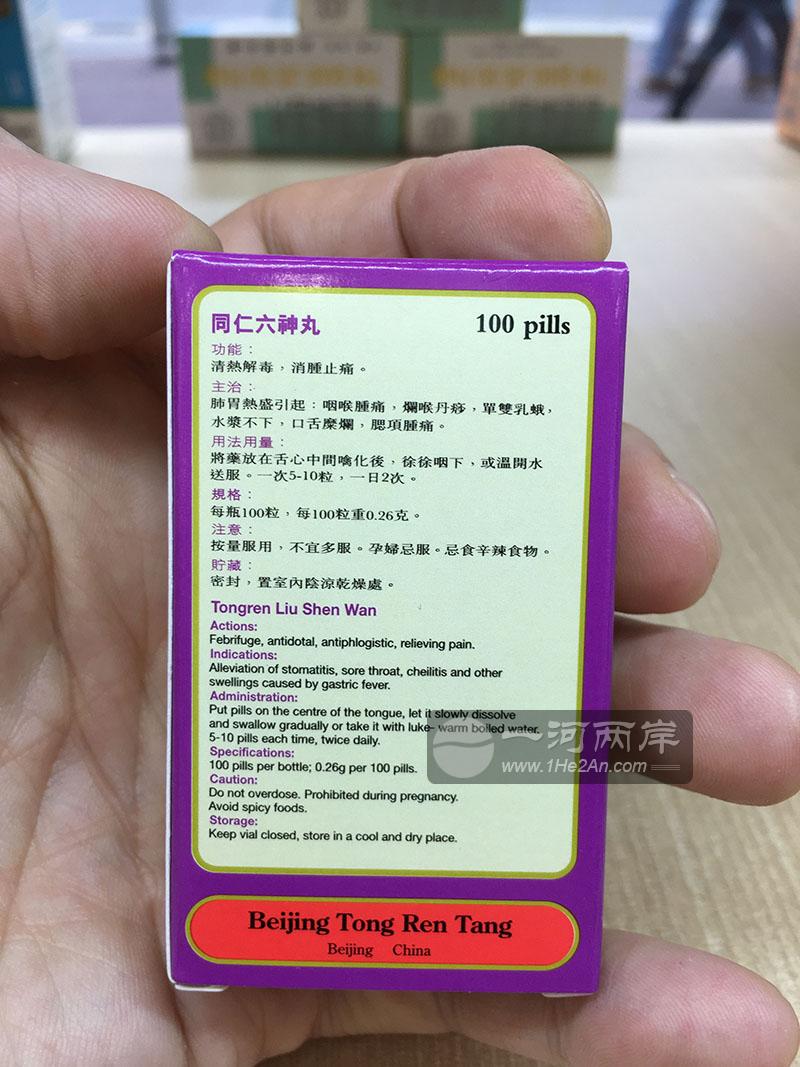 同仁六神丸
100 pills
功能：
清熱解毒，消腫止痛。
主治：
肺胃熱盛引起：咽喉腫痛，爛喉丹痧，單雙乳蛾，
水漿不下，口舌糜爛，腮項腫痛。
用法用量：
將藥放在舌心中間噙化後，徐徐咽下，或溫開水
送服。一次5-10粒，一日2次。
規格：
每瓶100粒，每100粒重0.26克。
注意：
按量服用，不宜多服。孕婦忌服。忌食辛辣食物。
貯藏：
密封，置室內陰涼乾燥處。
Tongren Liu Shen Wan
Actions:
Febrifuge, antidotal, antiphlogistic, relieving pain.
Indications:
Alleviation of stomatitis, sore throat, cheilitis and other
swellings caused by gastric fever.
Administration:
Put pills on the centre of the tongue, let it slowly dissolve
and swallow gradually or take it with luke- warm boiled water.
5-10 pills each time, twice daily.
Specifications:
100 pills per bottle; 0.26g per 100 pills.
Caution:
Do not overdose. Prohibited during pregnancy.
Avoid spicy foods.
Storage:
Keep vial closed, store in a cool and dry place.
一河两岸
www.1He2An.com
Beijing Tong Ren Tang
Beijing China